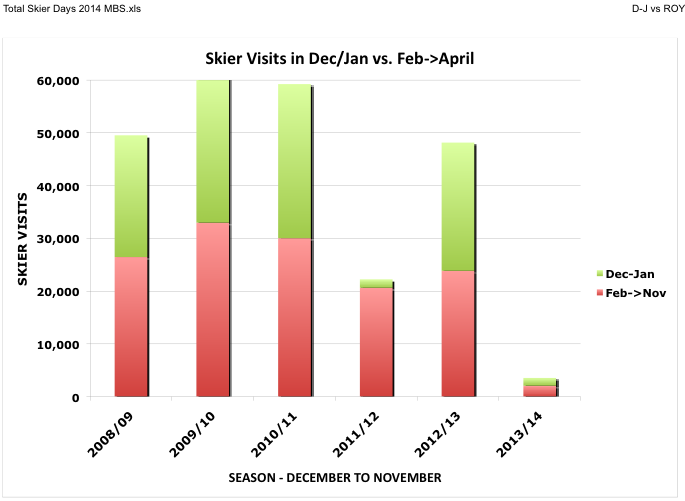 Total Skier Days 2014 MBS.xls
D-J vs ROY
Skier Visits in Dec/Jan vs. Feb->April
60,000
50,000
40,000
30,000
20,000
10,000
0
SKIER VISITS
Dec-Jan
Feb->Nov
2008/09
2009/10
2010/11
2011/12
2012/13
2013/14
SEASON - DECEMBER TO NOVEMBER